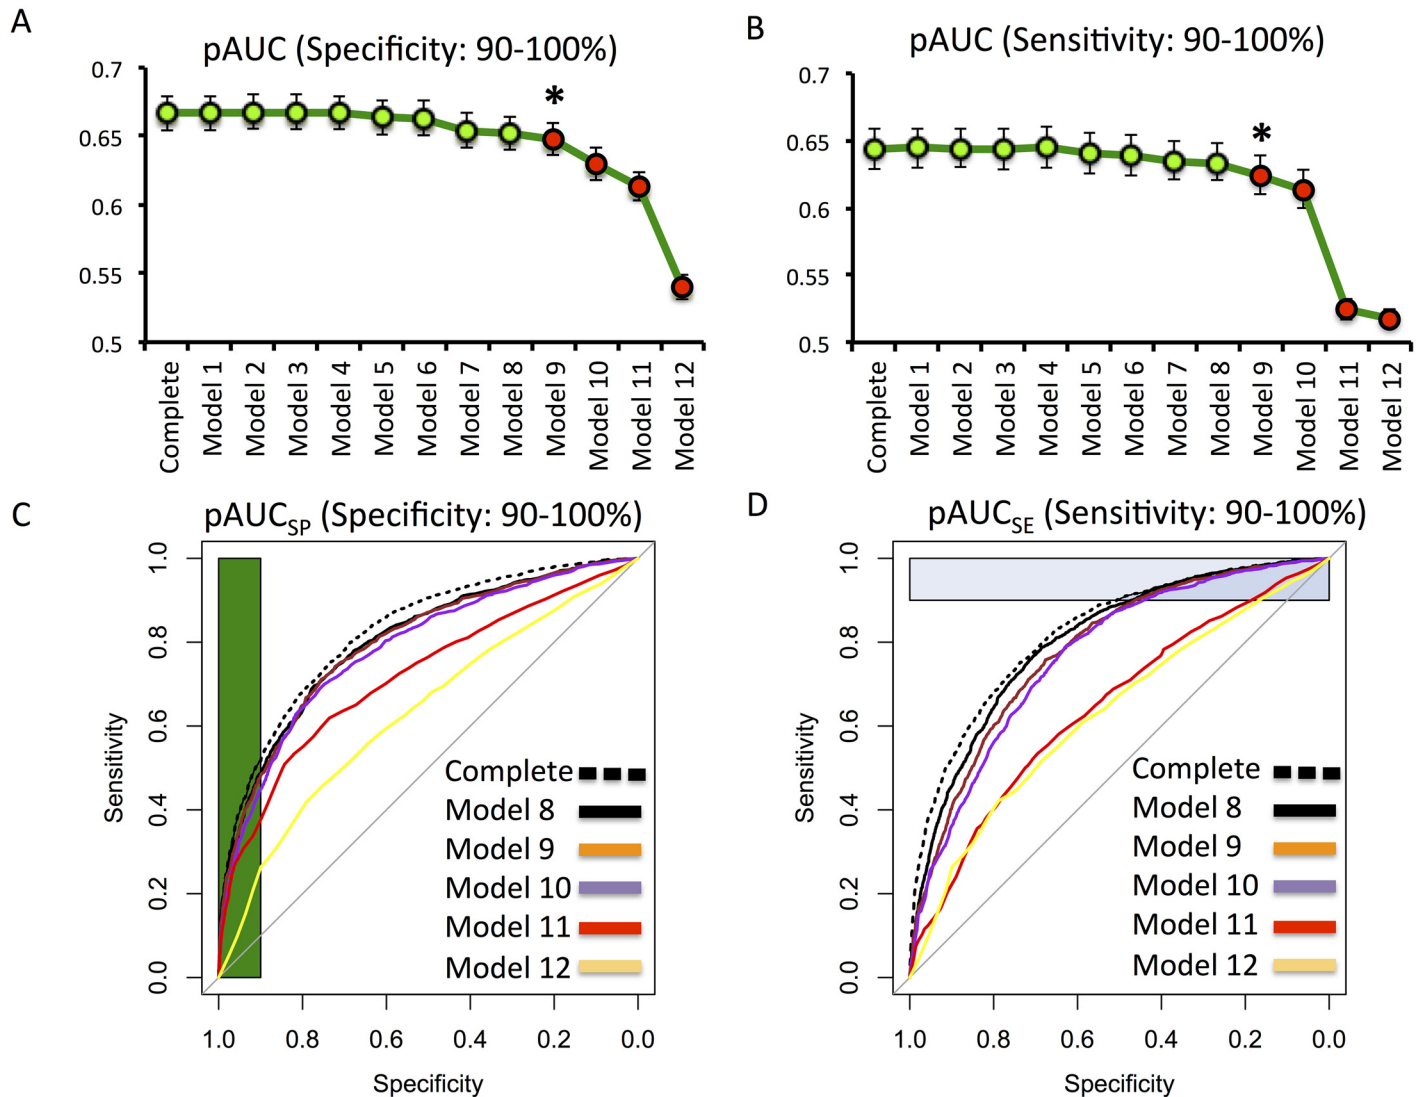 A
pAUC (Specificity: 90-100%)
0.7
0.65
0.6
0.55
0.5
*
Complete
Model 1
Model 2
Model 3
Model 4
Model 5
Model 6
Model 7
Model 8
Model 9
Model 10
Model 11
Model 12
B
pAUC (Sensitivity: 90-100%)
0.7
0.65
0.6
0.55
0.5
*
Complete
Model 1
Model 2
Model 3
Model 4
Model 5
Model 6
Model 7
Model 8
Model 9
Model 10
Model 11
Model 12
C
pAUCSP (Specificity: 90-100%)
Sensitivity
1.0
0.8
0.6
0.4
0.2
0.0
Complete
Model 8
Model 9
Model 10
Model 11
Model 12
1.0 0.8 0.6 0.4 0.2 0.0
Specificity
D
pAUCSE (Sensitivity: 90-100%)
Sensitivity
1.0
0.8
0.6
0.4
0.2
0.0
Complete
Model 8
Model 9
Model 10
Model 11
Model 12
1.0 0.8 0.6 0.4 0.2 0.0
Specificity